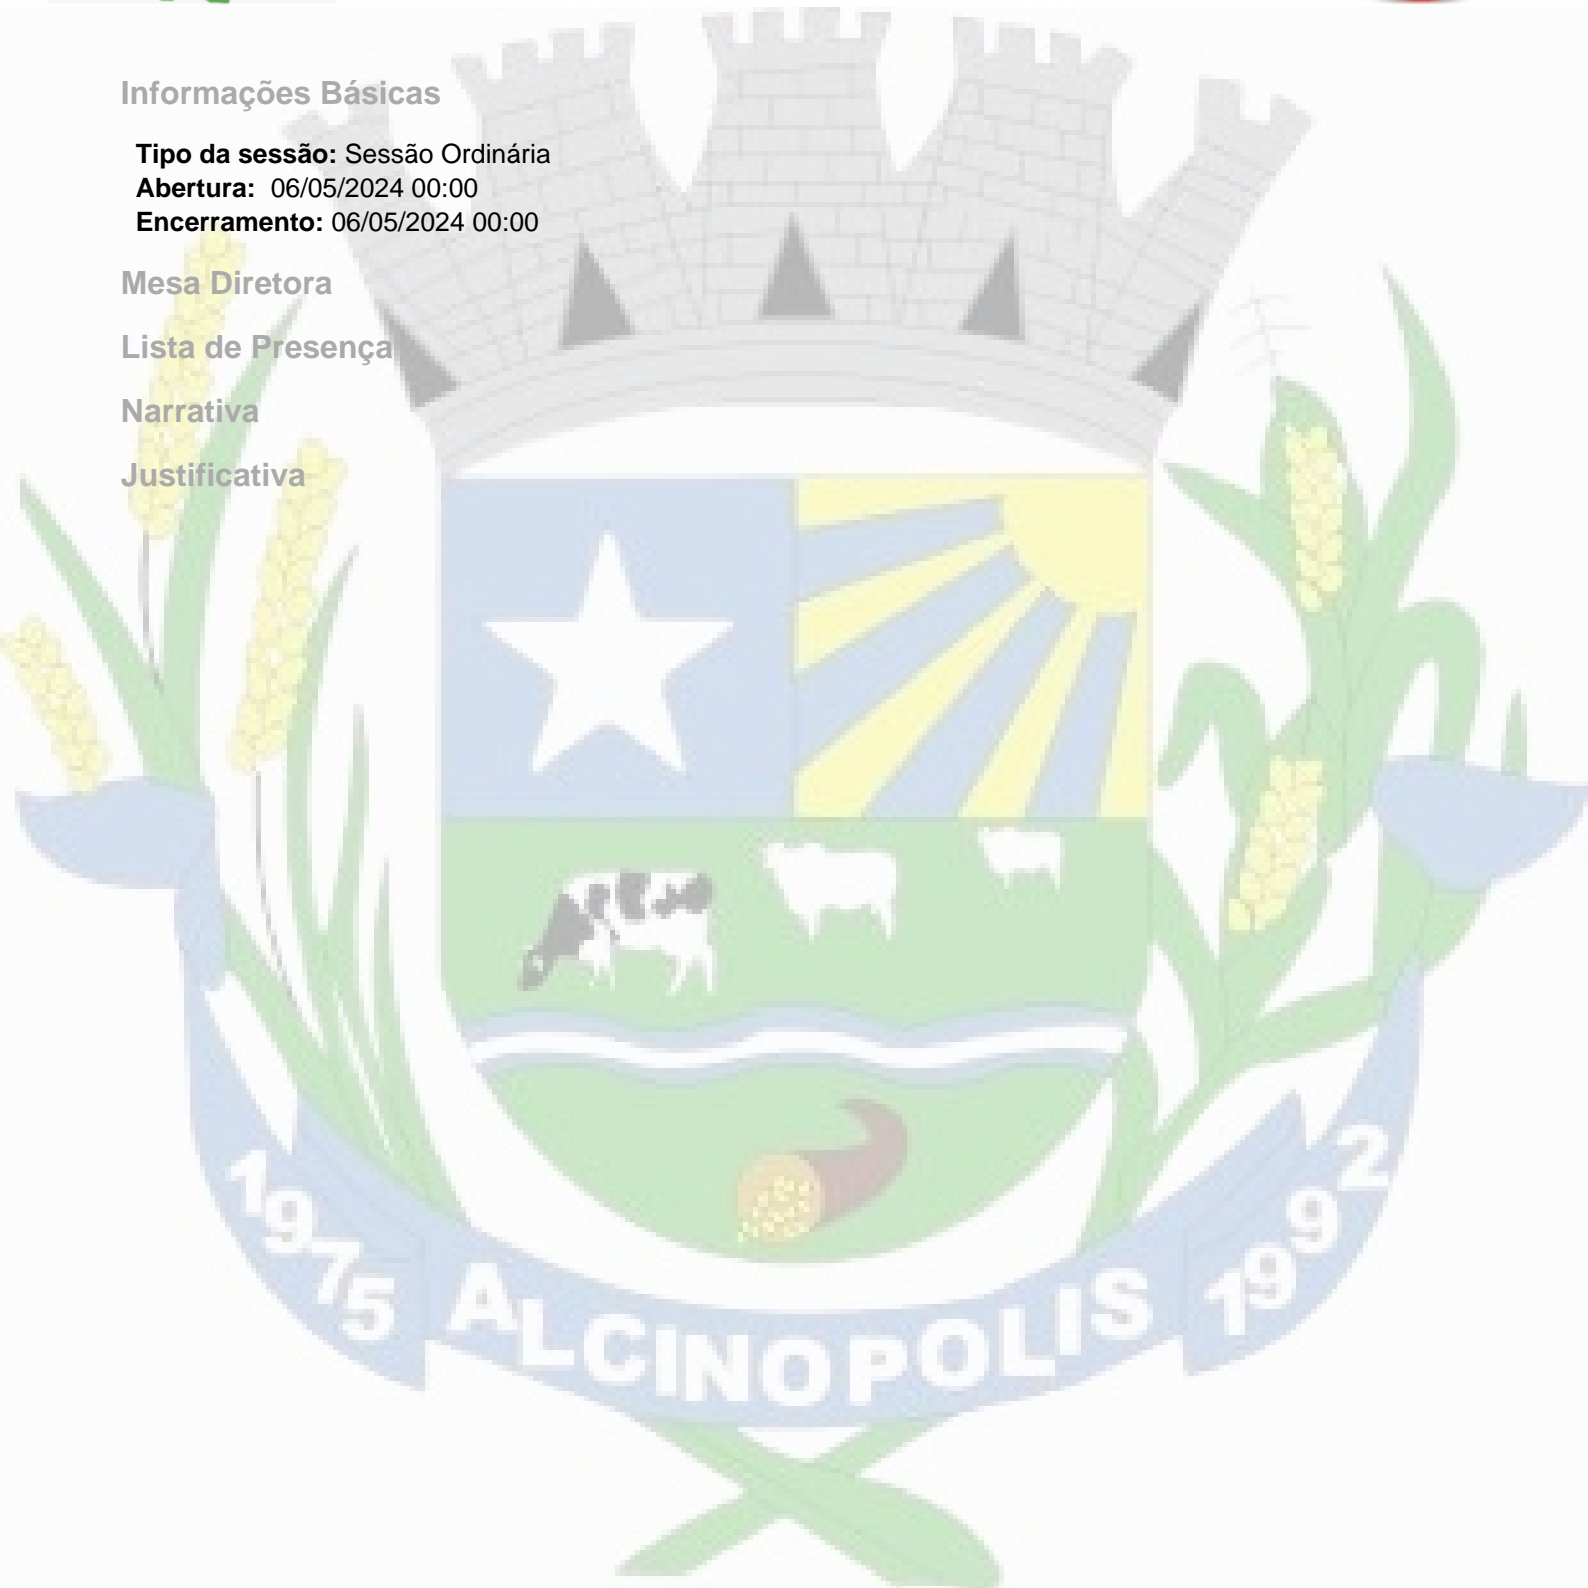 Informações Básicas
Tipo da sessão: Sessão Ordinária
Abertura: 06/05/2024 00:00
Encerramento: 06/05/2024 00:00
Mesa Diretora
Lista de Presença
Narrativa
Justificativa
1975 ALCINOPOLIS 1992